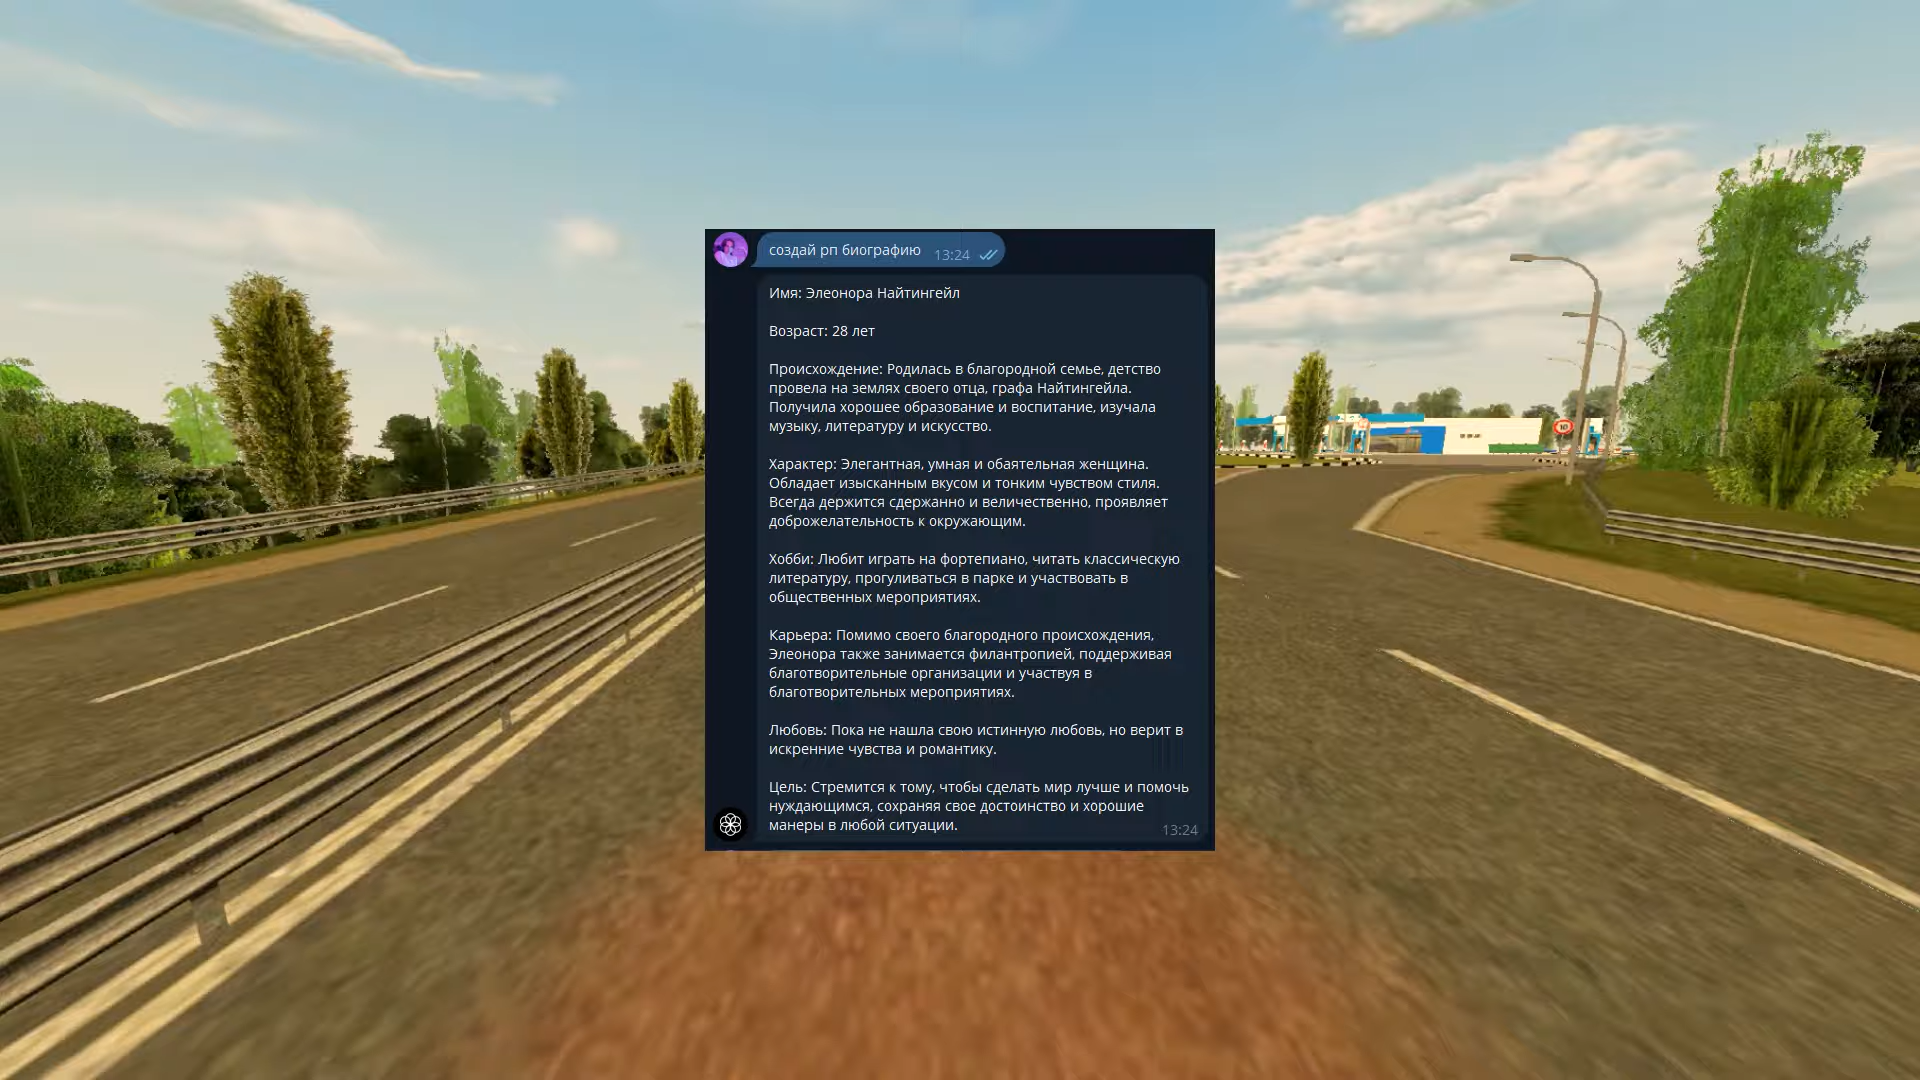 создай рп биографию 13:24
Имя: Элеонора Найтингейл
Возраст: 28 лет
Происхождение: Родилась в благородной семье, детство
провела на землях своего отца, графа Найтингейла.
Получила хорошее образование и воспитание, изучала
музыку, литературу и искусство.
Характер: Элегантная, умная и обаятельная женщина.
Обладает изысканным вкусом и тонким чувством стиля.
Всегда держится сдержанно и величественно, проявляет
доброжелательность к окружающим.
Хобби: Любит играть на фортепиано, читать классическую
литературу, прогуливаться в парке и участвовать в
общественных мероприятиях.
Карьера: Помимо своего благородного происхождения,
Элеонора также занимается филантропией, поддерживая
благотворительные организации и участвуя в
благотворительных мероприятиях.
Любовь: Пока не нашла свою истинную любовь, но верит в
искренние чувства и романтику.
Цель: Стремится к тому, чтобы сделать мир лучше и помочь
нуждающимся, сохраняя свое достоинство и хорошие
манеры в любой ситуации.
13:24
10